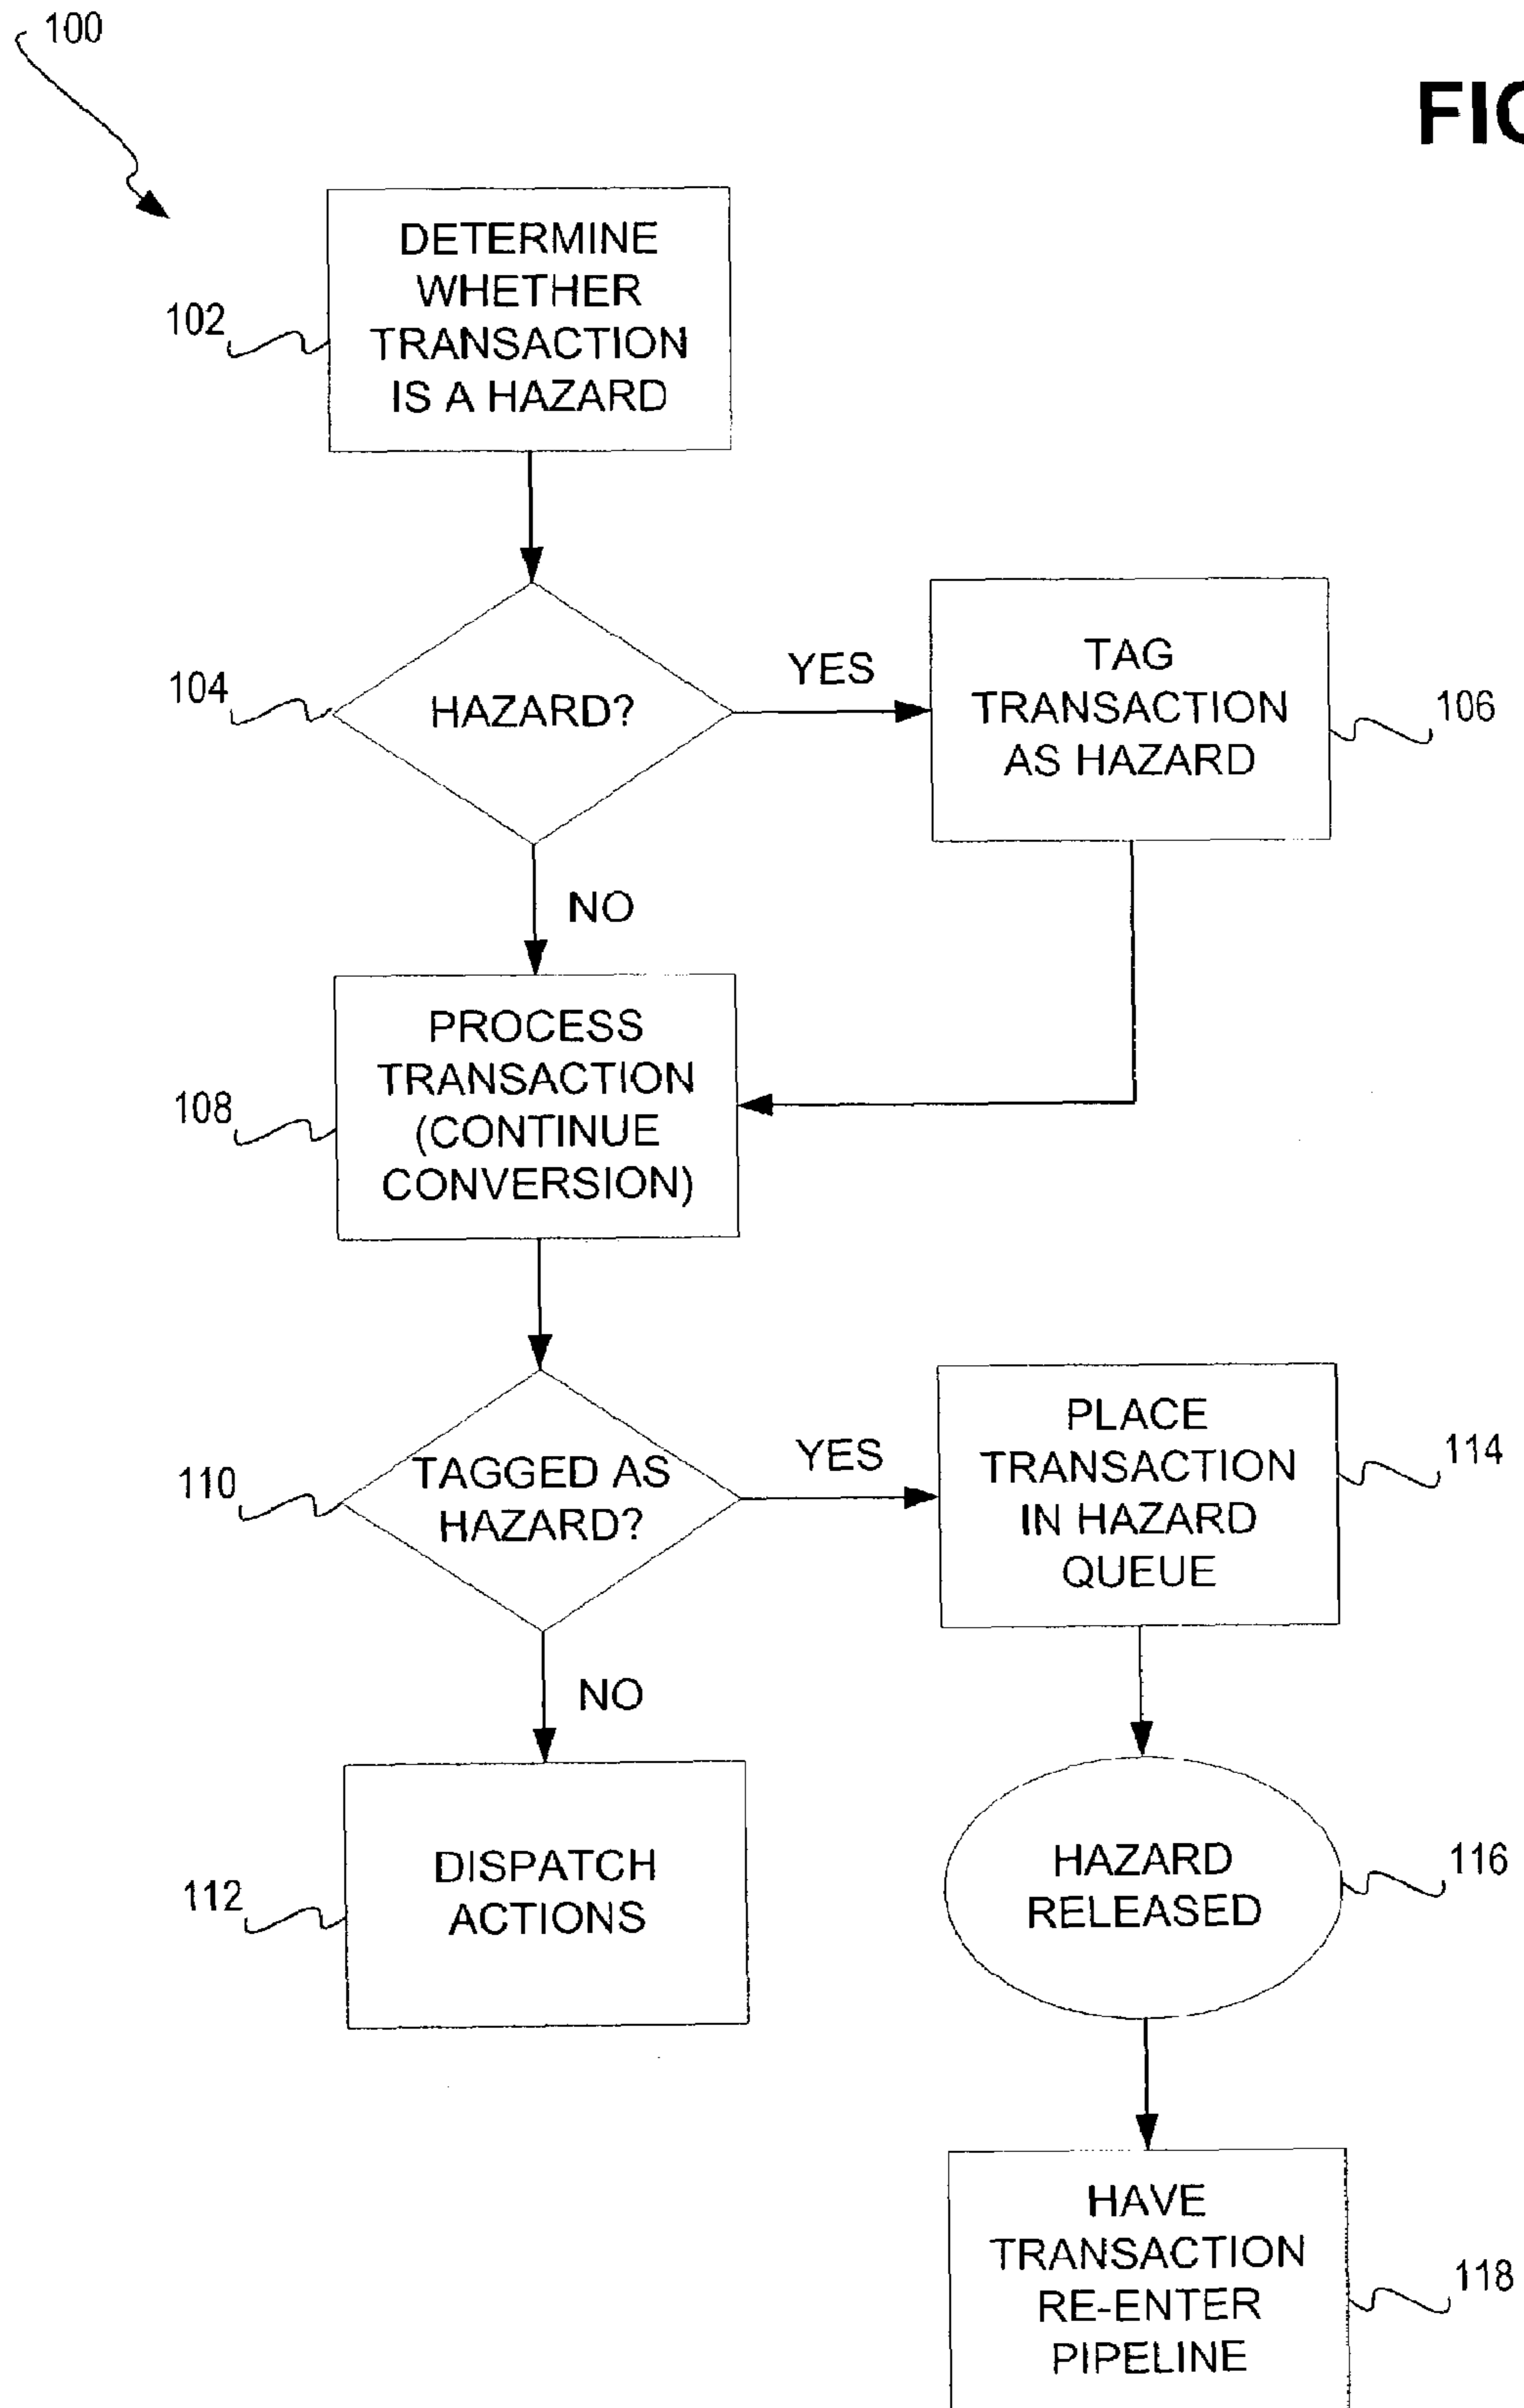 100
FIG
DETERMINE
WHETHER
TRANSACTION
IS A HAZARD
102
104
HAZARD?
YES
TAG
TRANSACTION
AS HAZARD
106
NO
PROCESS
TRANSACTION
(CONTINUE
CONVERSION)
108
110
TAGGED AS
HAZARD?
YES
PLACE
TRANSACTION
IN HAZARD
QUEUE
114
NO
DISPATCH
ACTIONS
112
HAZARD
RELEASED
116
HAVE
TRANSACTION
RE-ENTER
PIPELINE
118